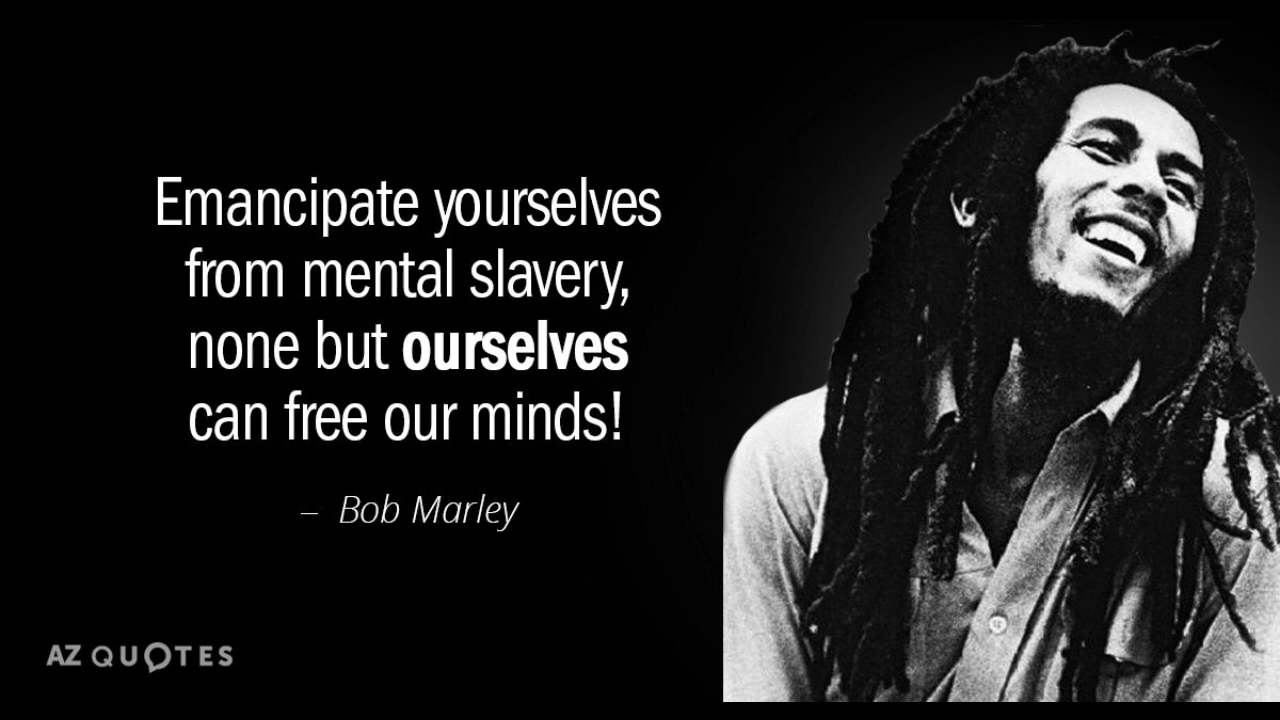 Emancipate yourselves
from mental slavery,
none but ourselves
can free our minds!
– Bob Marley
AZ QUOTES